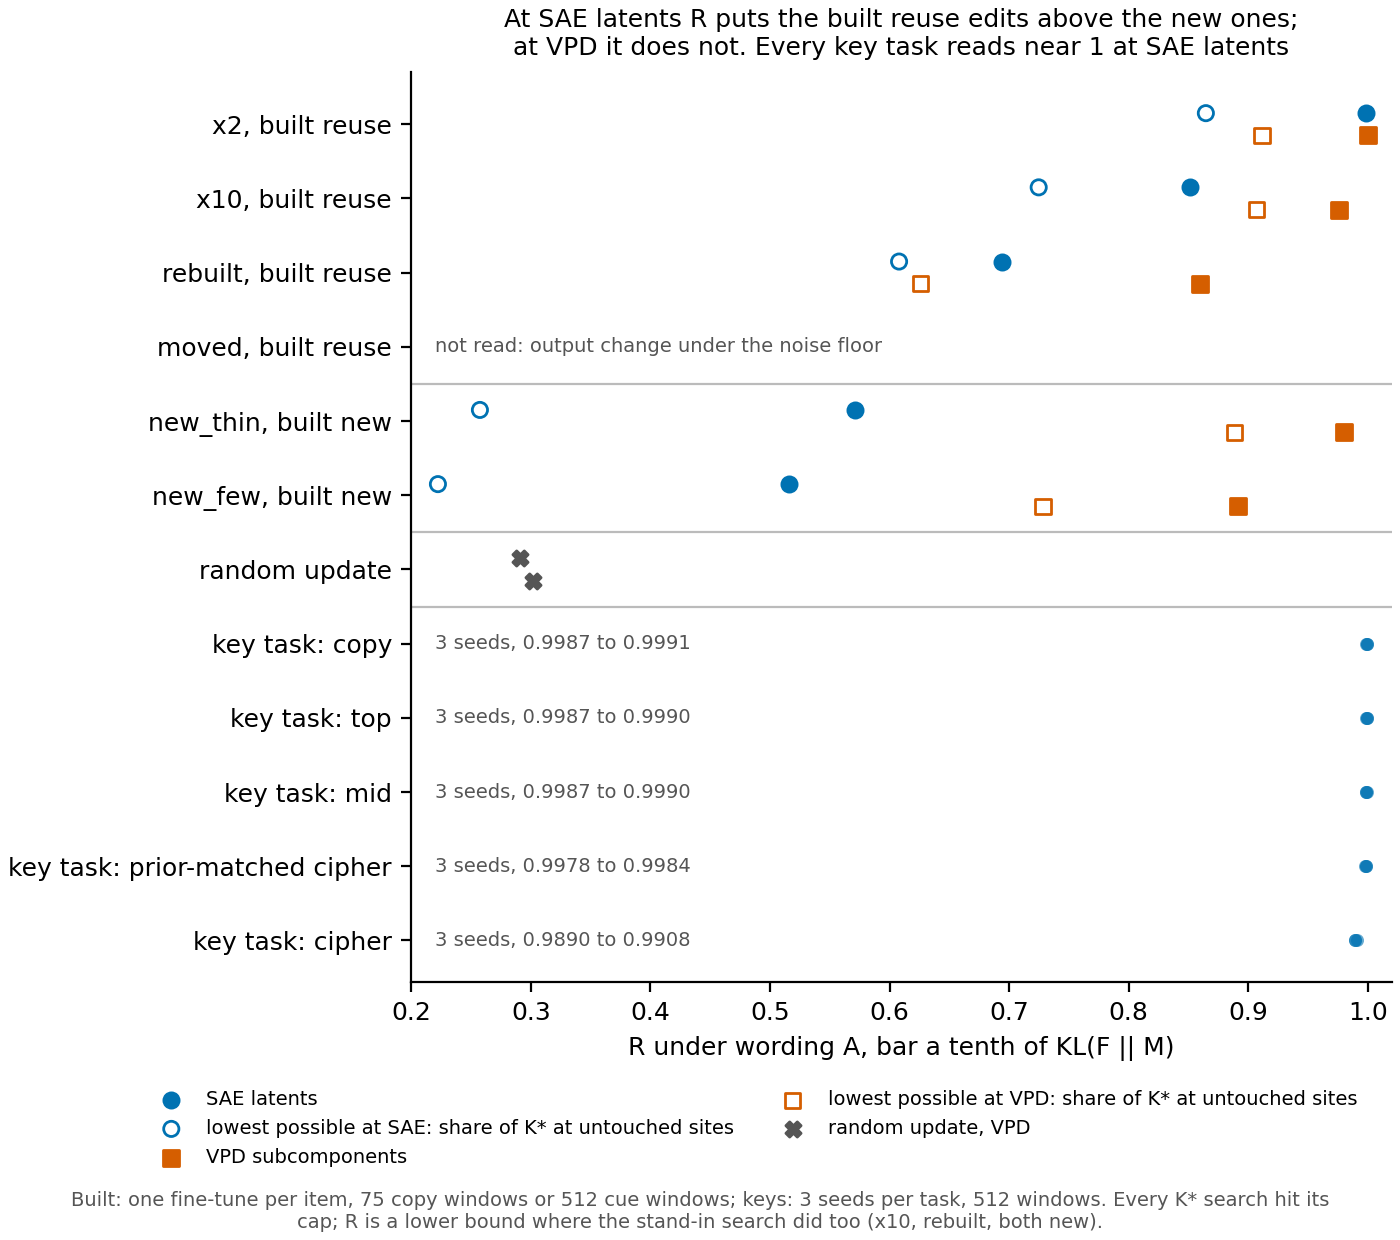 At SAE latents R puts the built reuse edits above the new ones;
at VPD it does not. Every key task reads near 1 at SAE latents
x2, built reuse
x10, built reuse
rebuilt, built reuse
moved, built reuse
not read: output change under the noise floor
new_thin, built new
new_few, built new
random update
key task: copy
3 seeds, 0.9987 to 0.9991
key task: top
3 seeds, 0.9987 to 0.9990
key task: mid
3 seeds, 0.9987 to 0.9990
key task: prior-matched cipher
3 seeds, 0.9978 to 0.9984
key task: cipher
3 seeds, 0.9890 to 0.9908
0.2 0.3 0.4 0.5 0.6 0.7 0.8 0.9 1.0
R under wording A, bar a tenth of KL(F || M)
SAE latents
lowest possible at SAE: share of K* at untouched sites
VPD subcomponents
lowest possible at VPD: share of K* at untouched sites
random update, VPD
Built: one fine-tune per item, 75 copy windows or 512 cue windows; keys: 3 seeds per task, 512 windows. Every K* search hit its
cap; R is a lower bound where the stand-in search did too (x10, rebuilt, both new).